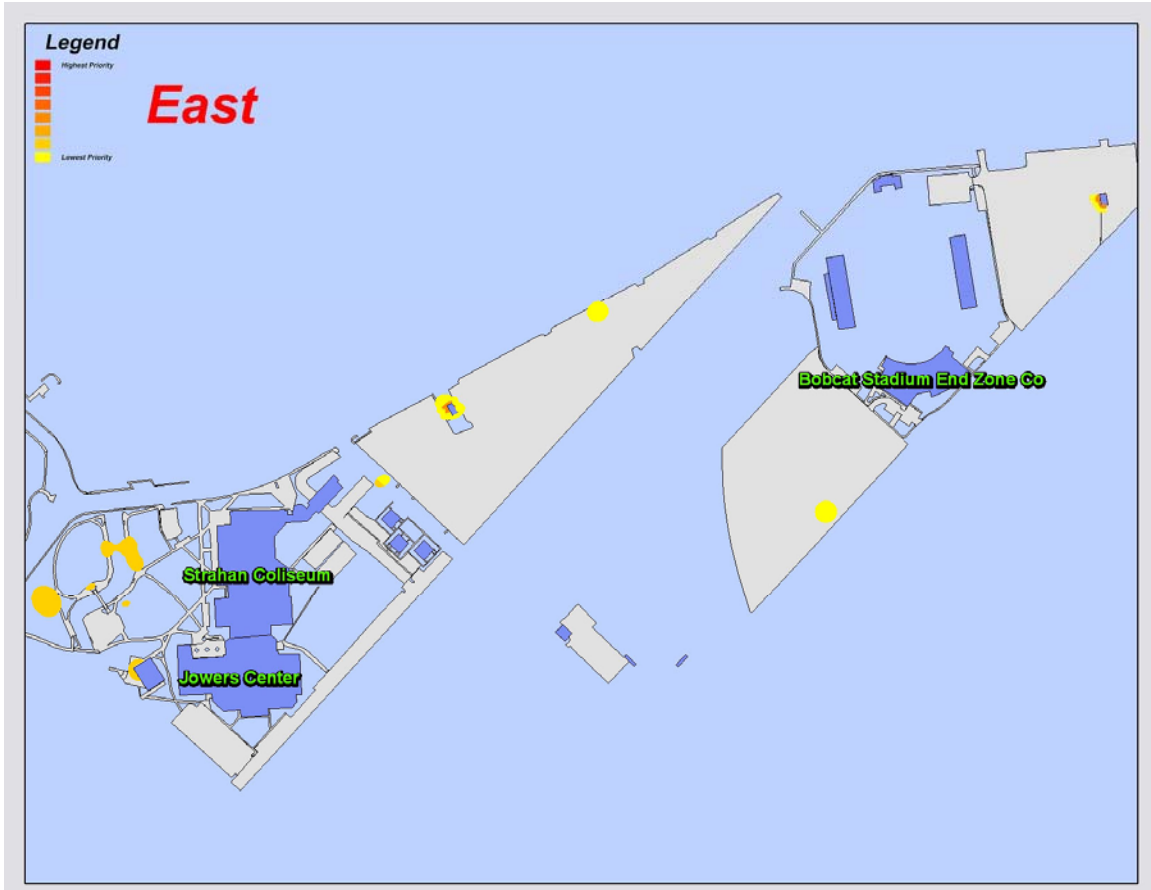 Legend
Highest Priority
East
Lowest Priority
Bobcat Stadium End Zone Co
Strahan Coliseum
Jowers Center